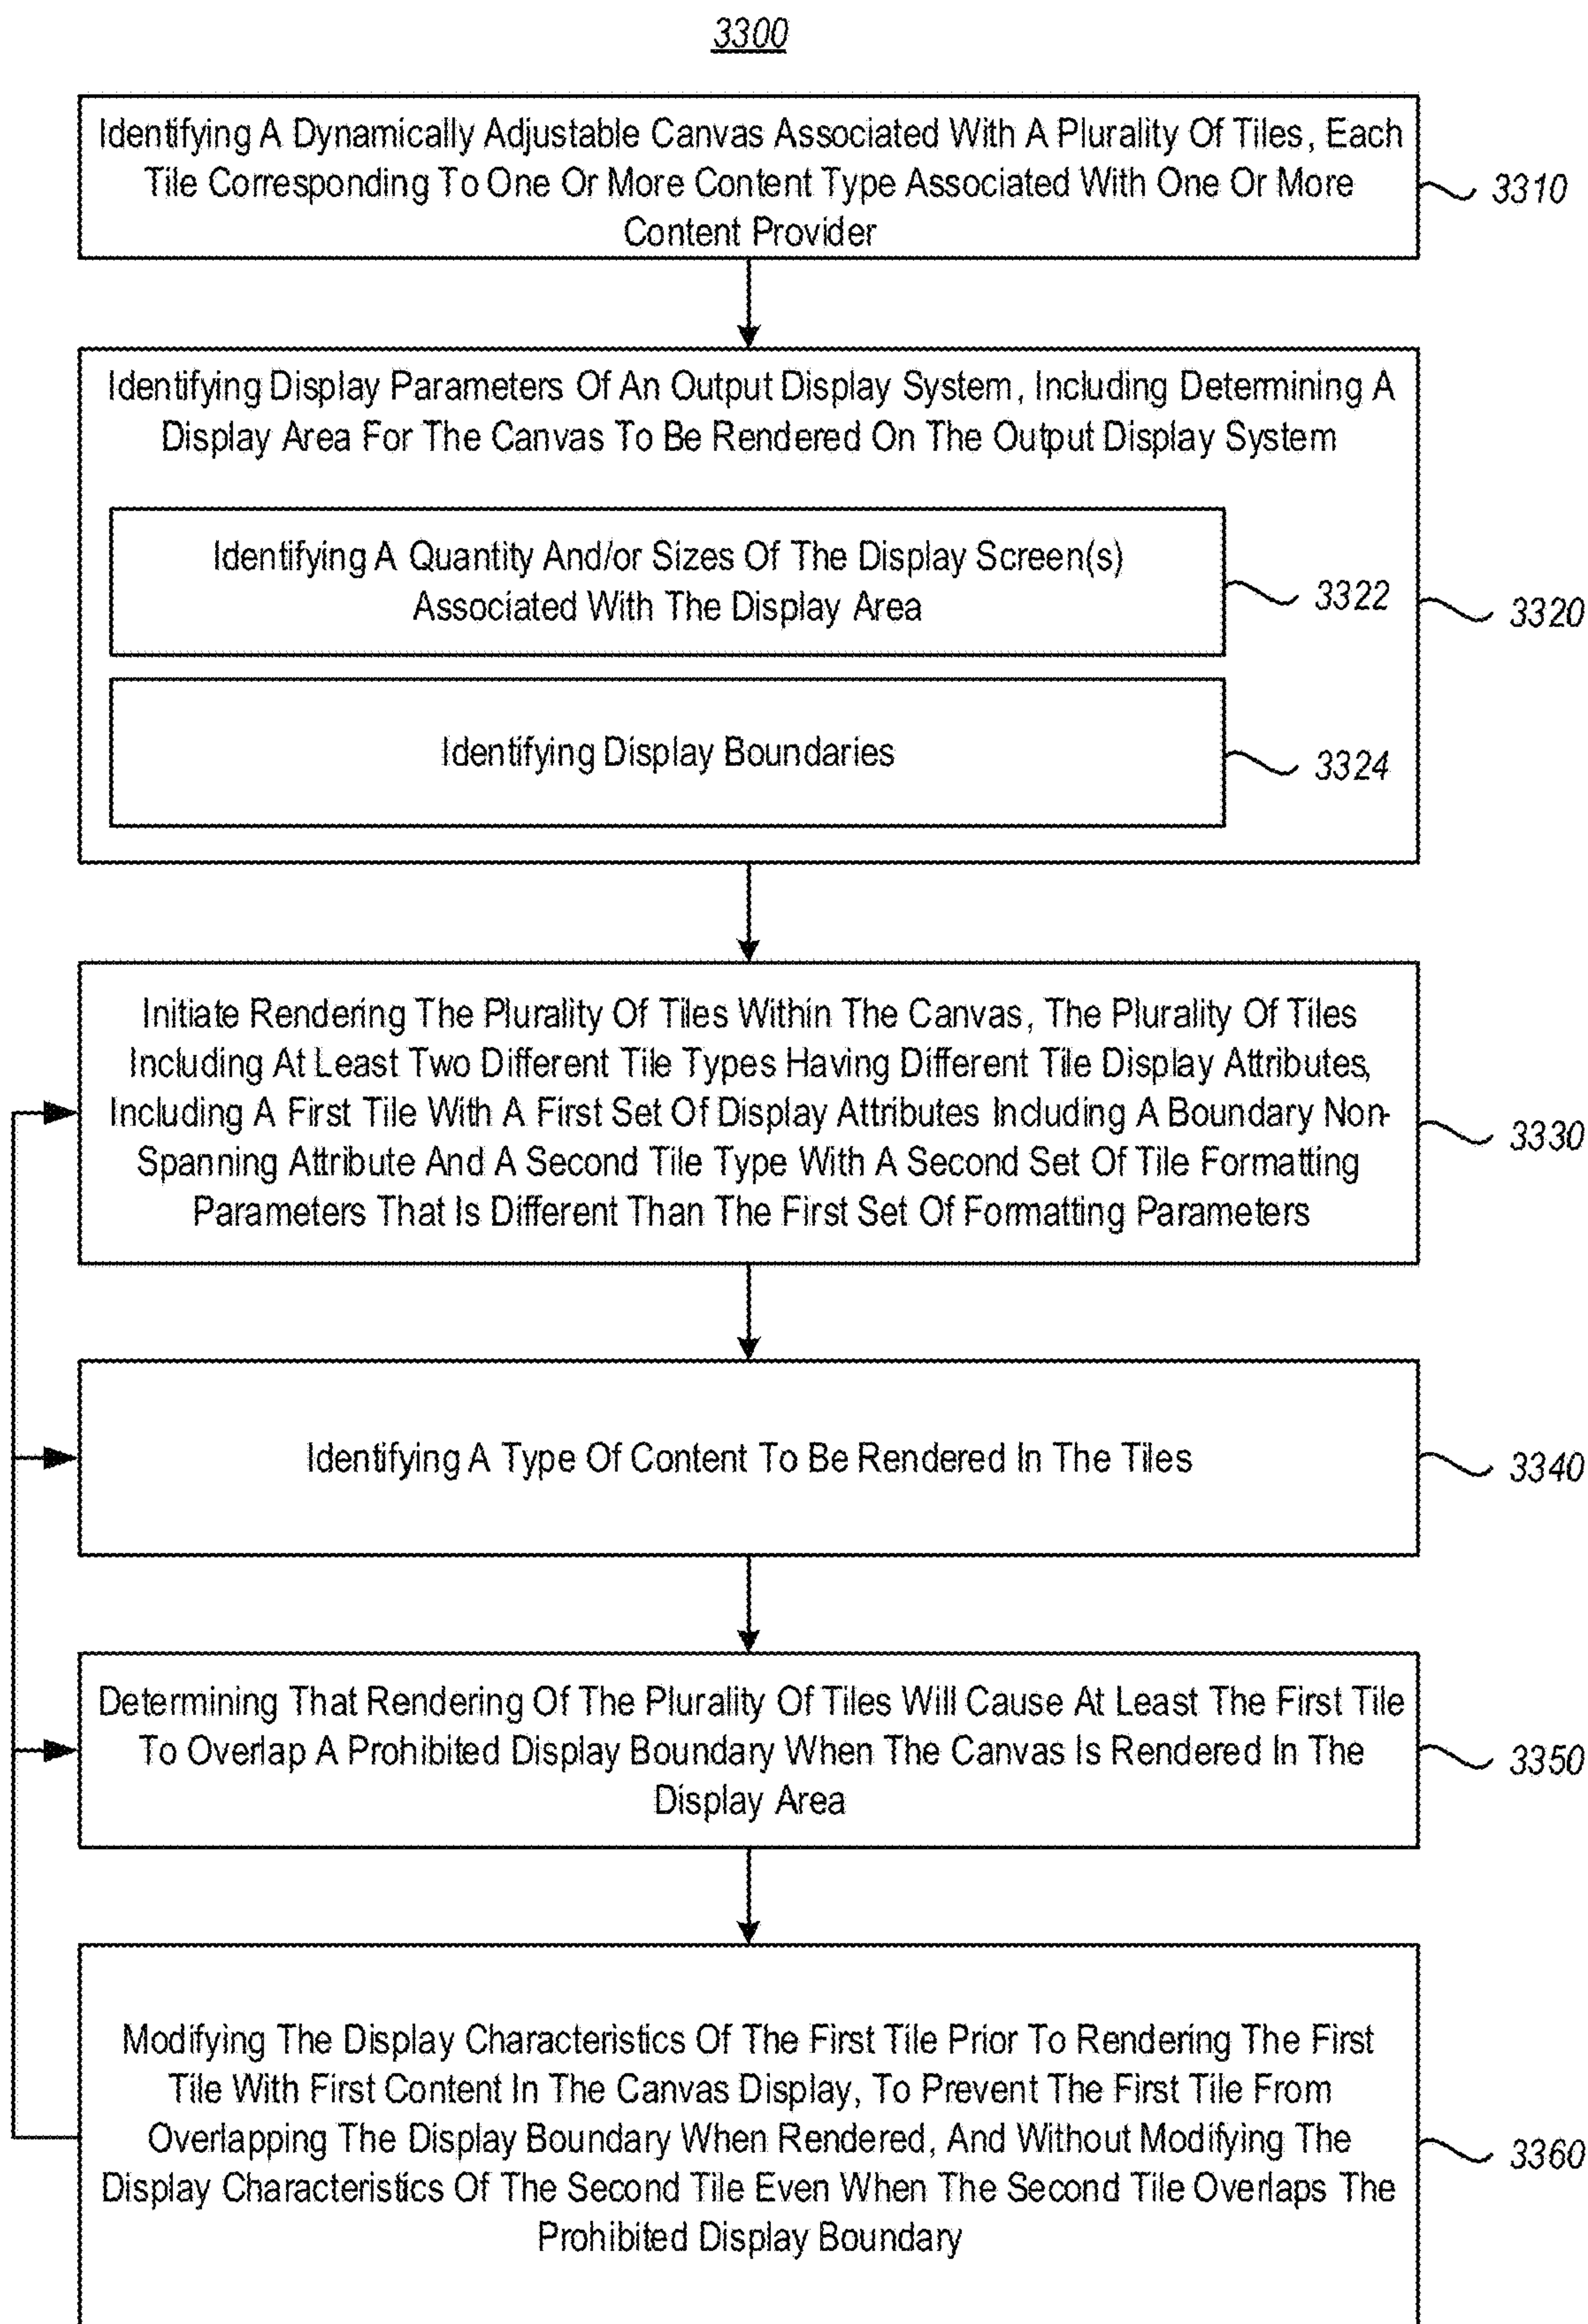 3300
Identifying A Dynamically Adjustable Canvas Associated With A Plurality Of Tiles, Each
Tile Corresponding To One Or More Content Type Associated With One Or More
Content Provider
3310
Identifying Display Parameters Of An Output Display System, Including Determining A
Display Area For The Canvas To Be Rendered On The Output Display System
Identifying A Quantity And/or Sizes Of The Display Screen(s)
Associated With The Display Area
3322
3320
Identifying Display Boundaries
3324
Initiate Rendering The Plurality Of Tiles Within The Canvas, The Plurality Of Tiles
Including At Least Two Different Tile Types Having Different Tile Display Attributes,
Including A First Tile With A First Set Of Display Attributes Including A Boundary Non-
Spanning Attribute And A Second Tile Type With A Second Set Of Tile Formatting
Parameters That Is Different Than The First Set Of Formatting Parameters
3330
Identifying A Type Of Content To Be Rendered In The Tiles
3340
Determining That Rendering Of The Plurality Of Tiles Will Cause At Least The First Tile
To Overlap A Prohibited Display Boundary When The Canvas Is Rendered In The
Display Area
3350
Modifying The Display Characteristics Of The First Tile Prior To Rendering The First
Tile With First Content In The Canvas Display, To Prevent The First Tile From
Overlapping The Display Boundary When Rendered, And Without Modifying The
Display Characteristics Of The Second Tile Even When The Second Tile Overlaps The
Prohibited Display Boundary
3360